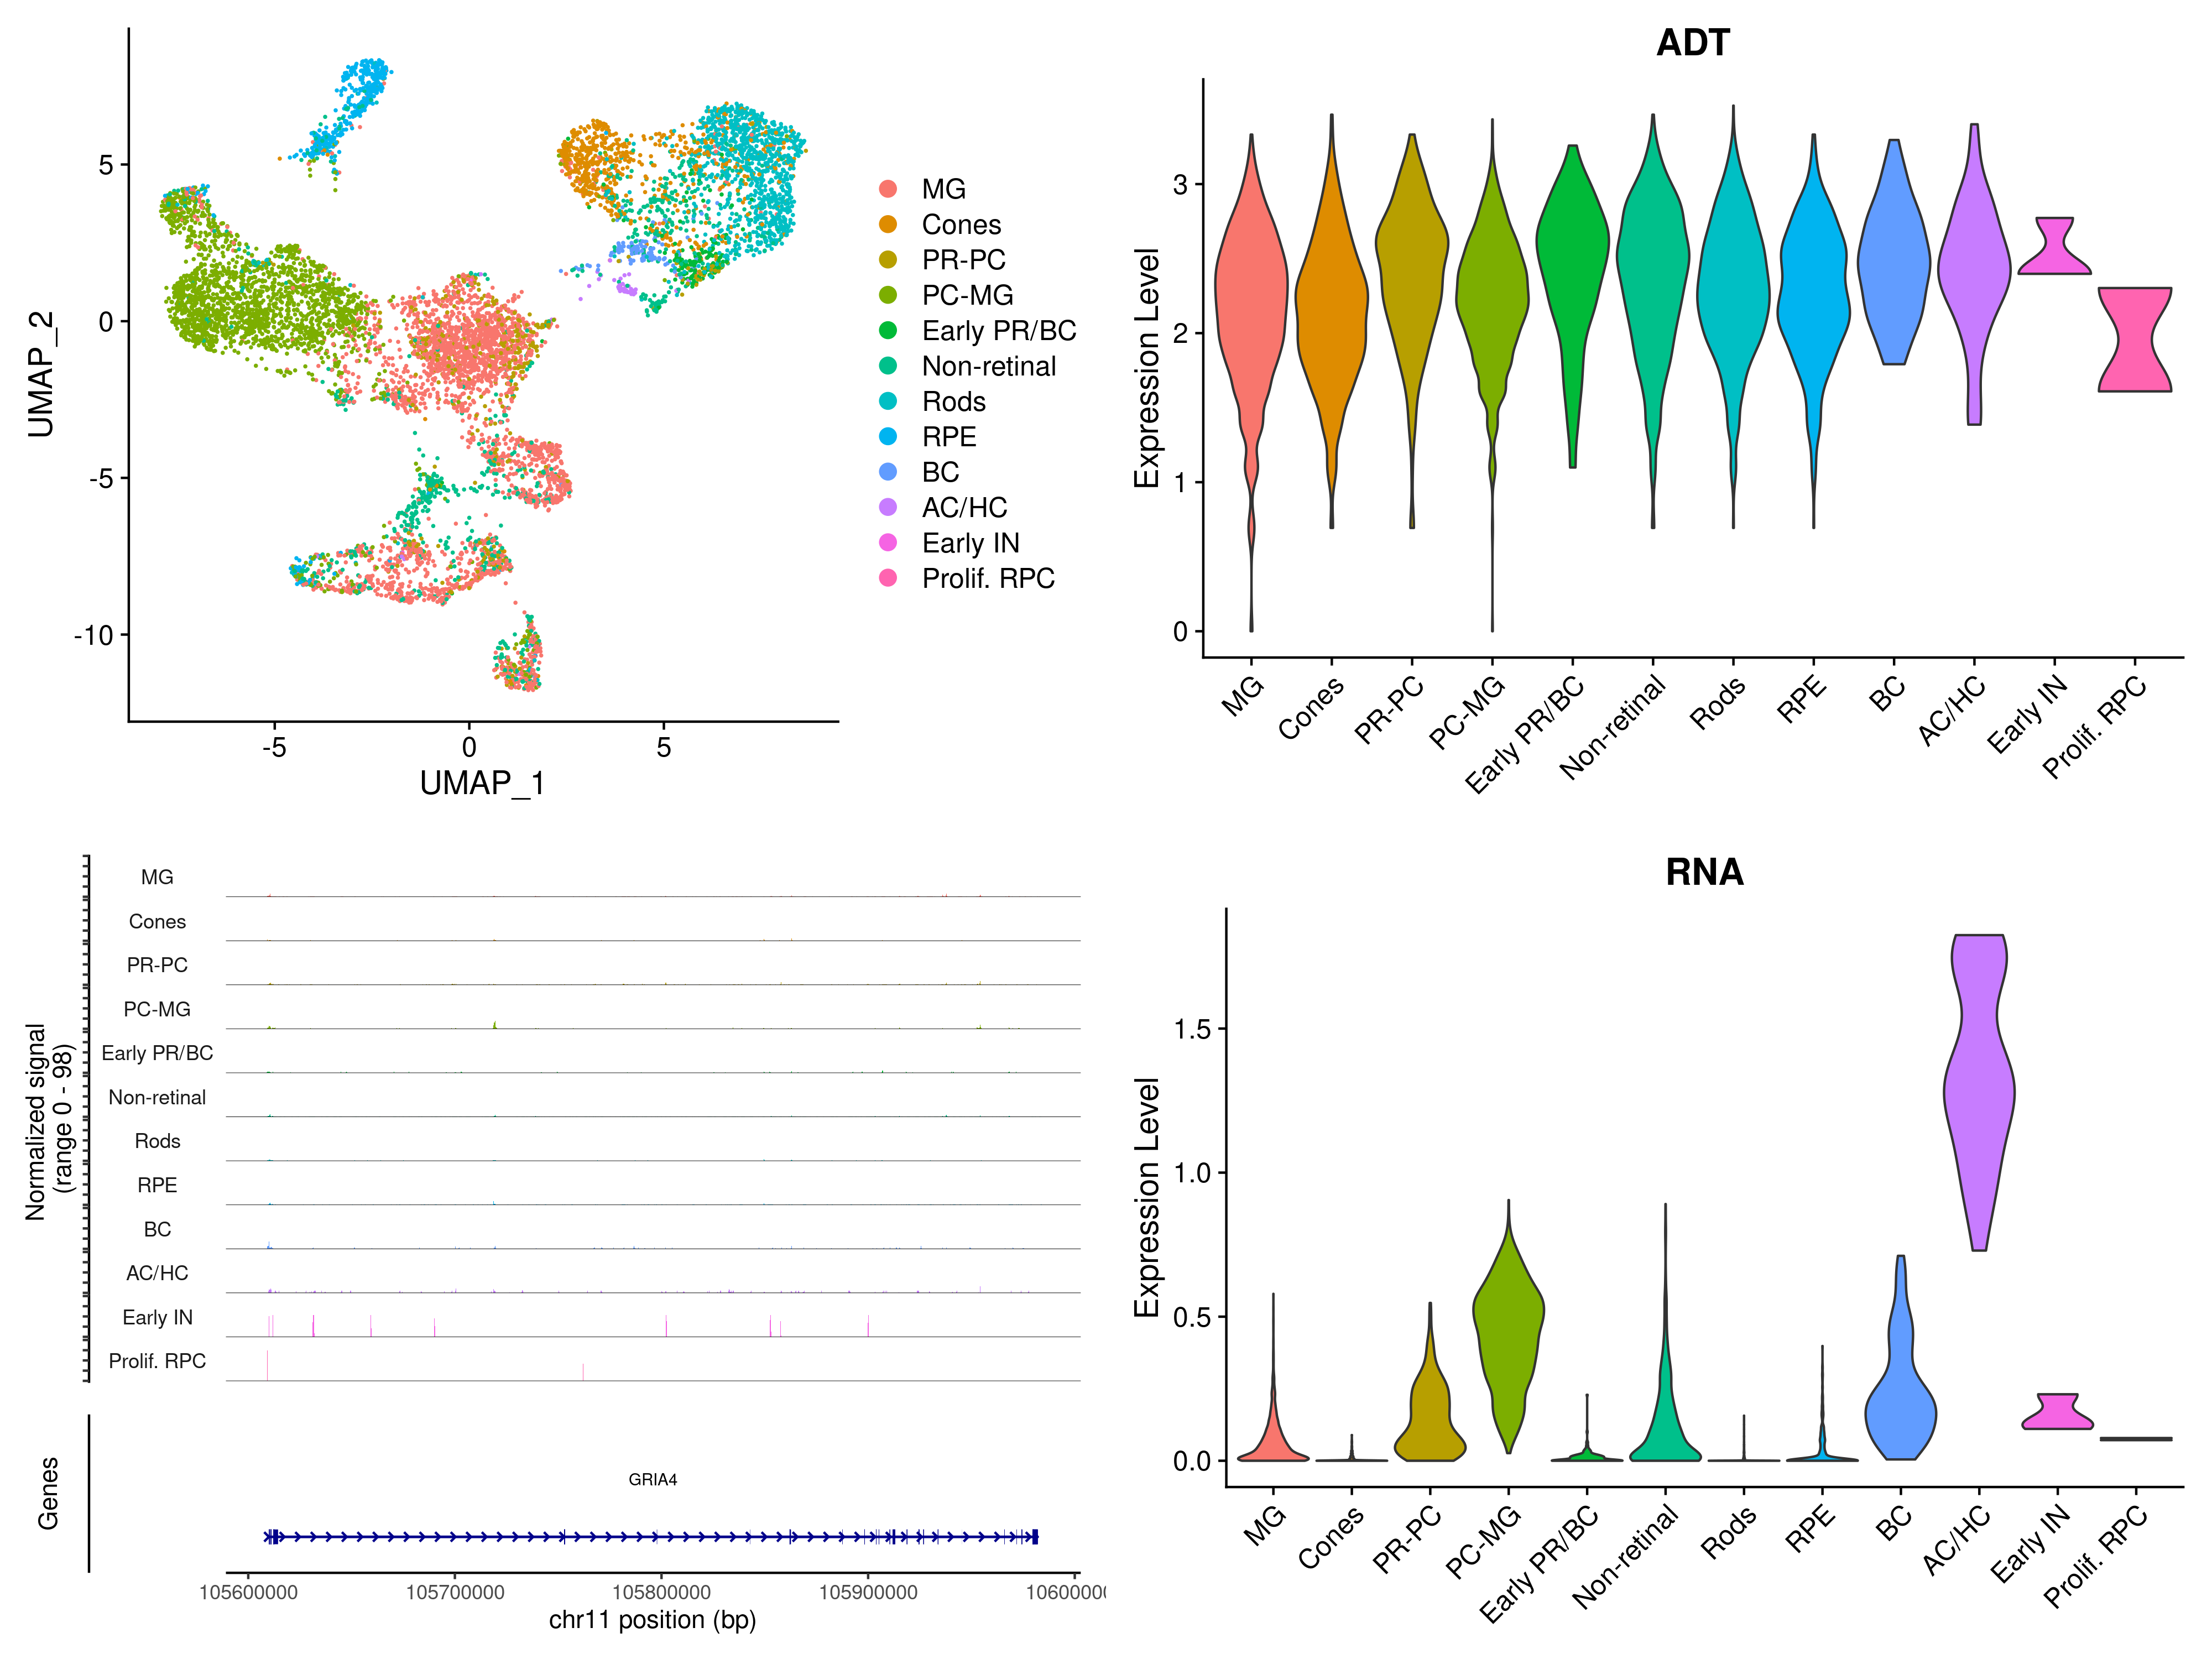 5
0
-5
-10
UMAP_2
-5
0
5
UMAP_1
MG
Cones
PR-PC
PC-MG
Early PR/BC
Non-retinal
Rods
RPE
BC
AC/HC
Early IN
Prolif. RPC
ADT
Expression Level
3
2
1
0
MG
Cones
PR-PC
PC-MG
Early PR/BC
Non-retinal
Rods
RPE
BC
AC/HC
Early IN
Prolif. RPC
Normalized signal
(range 0 - 98)
MG
Cones
PR-PC
PC-MG
Early PR/BC
Non-retinal
Rods
RPE
BC
AC/HC
Early IN
Prolif. RPC
Genes
GRIA4
105600000
105700000
105800000
105900000
10600000
chr11 position (bp)
RNA
Expression Level
1.5
1.0
0.5
0.0
MG
Cones
PR-PC
PC-MG
Early PR/BC
Non-retinal
Rods
RPE
BC
AC/HC
Early IN
Prolif. RPC